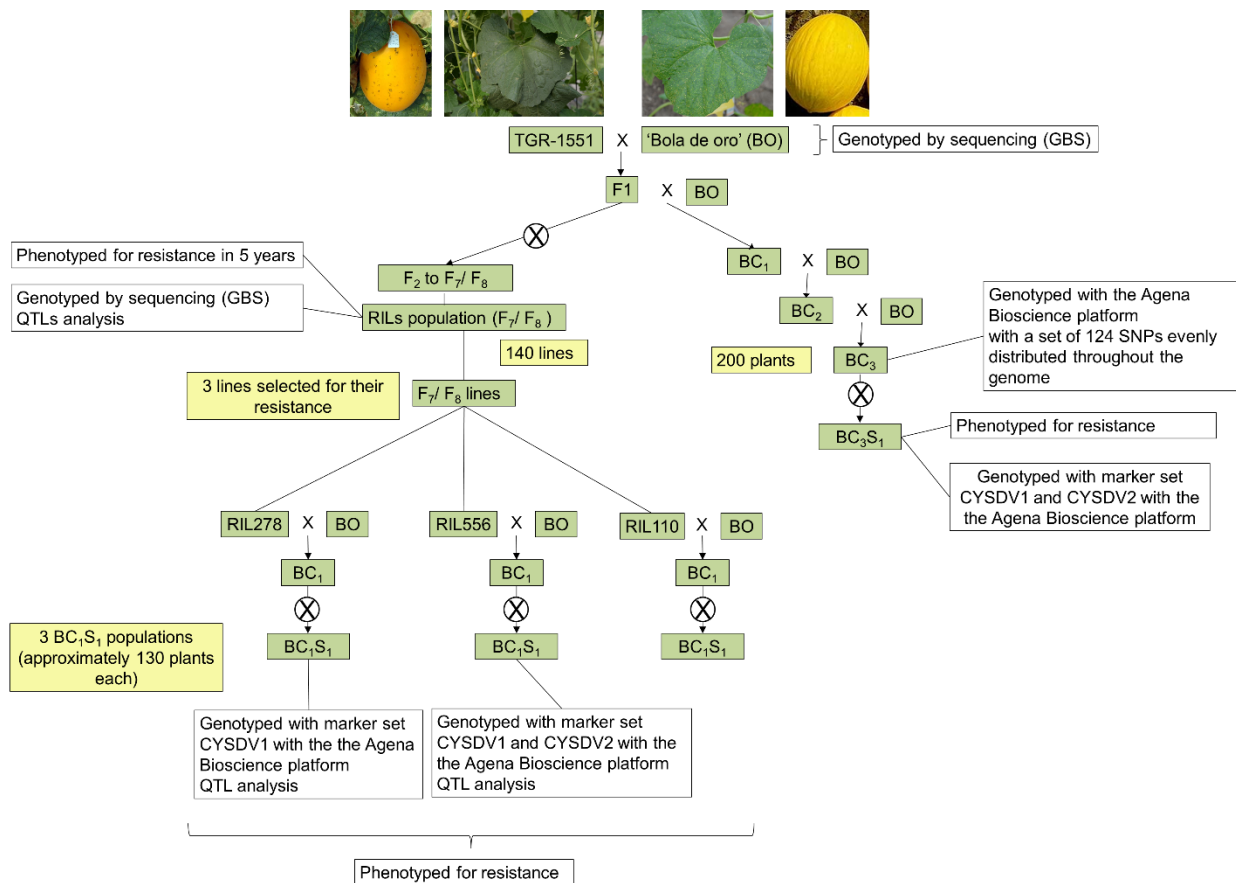 TGR-1551 X 'Bola de oro' (BO)
Genotyped by sequencing (GBS)
F1 X BO
Phenotyped for resistance in 5 years
Genotyped by sequencing (GBS)
QTLs analysis
F2 to F7/ F8
RILs population (F7/ F8 )
140 lines
3 lines selected for their
resistance
F7/ F8 lines
BC1 X BO
BC2 X BO
200 plants
BC3
Genotyped with the Agena
Bioscience platform
with a set of 124 SNPs evenly
distributed throughout the
genome
X
X
BC3S1
Phenotyped for resistance
Genotyped with marker set
CYSDV1 and CYSDV2 with the
the Agena Bioscience platform
RIL278 X BO
RIL556 X BO
RIL110 X BO
BC1
BC1
BC1
X
X
X
3 BC1S1 populations
(approximately 130 plants
each)
BC1S1
BC1S1
BC1S1
Genotyped with marker set
CYSDV1 with the the Agena
Bioscience platform
QTL analysis
Genotyped with marker set
CYSDV1 and CYSDV2 with the
the Agena Bioscience platform
QTL analysis
Phenotyped for resistance